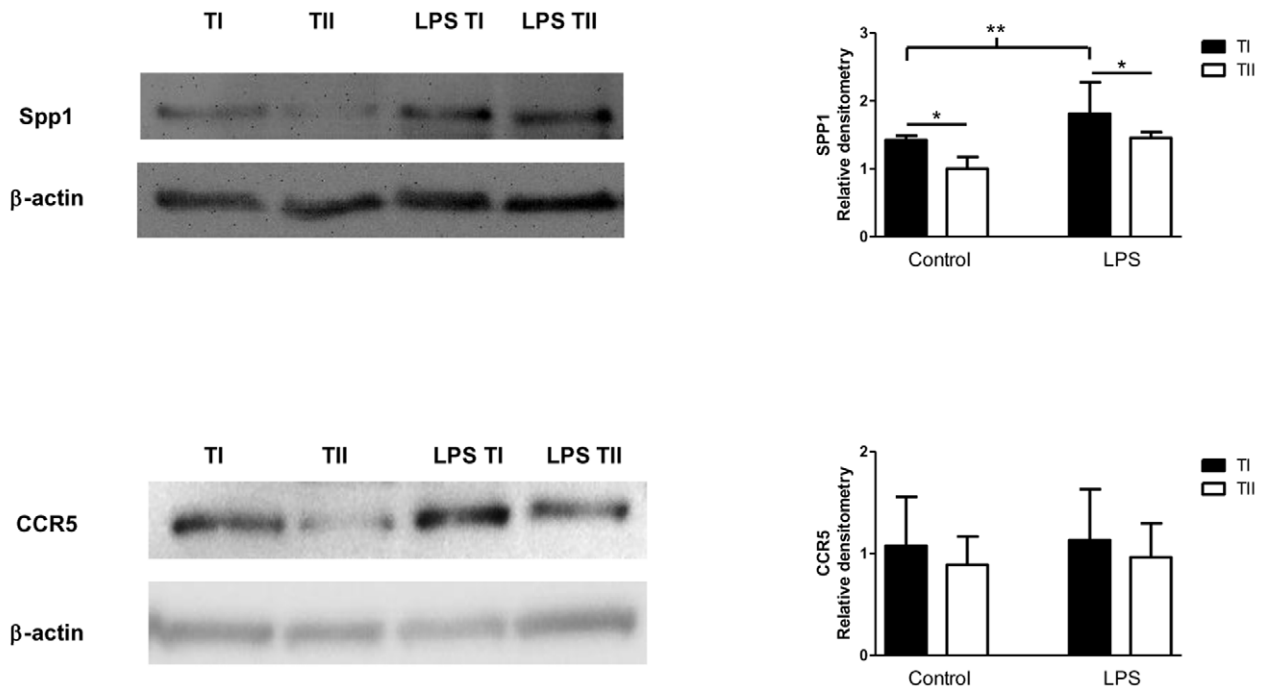 TI TII LPS TI LPS TII
Spp1
β-actin
**
*
*
3
2
1
0
SPP1
Relative densitometry
Control LPS
TI
TII
TI TII LPS TI LPS TII
CCR5
β-actin
2
1
0
CCR5
Relative densitometry
Control LPS
TI
TII